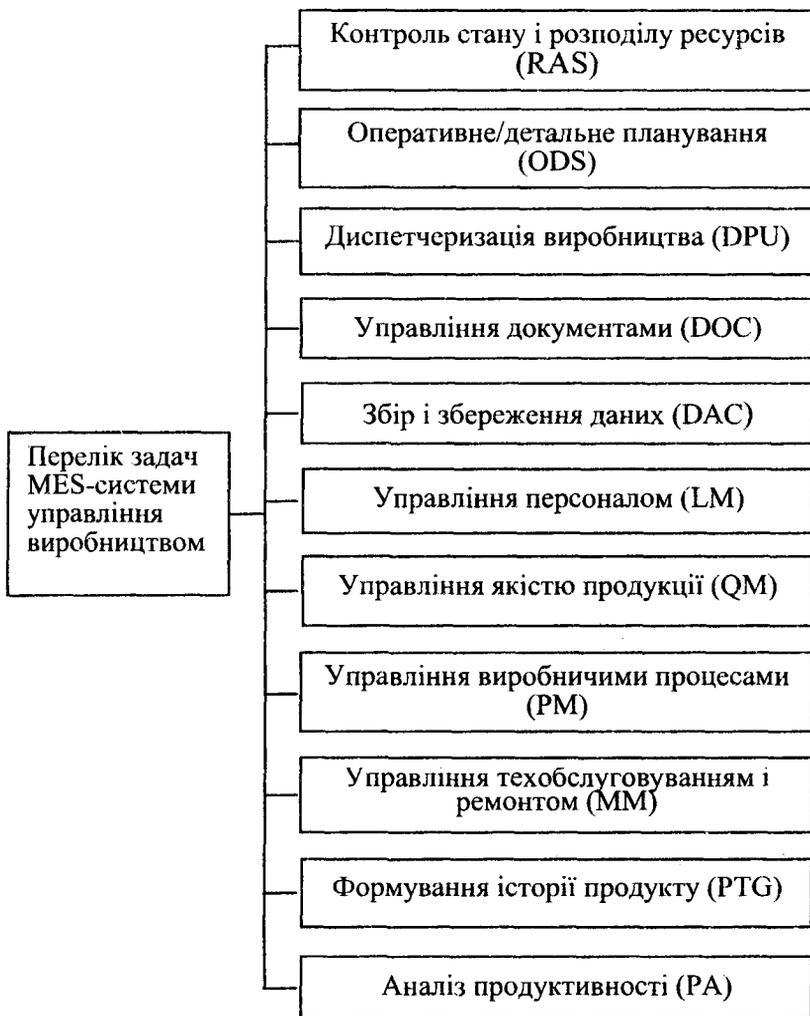 Контроль стану і розподілу ресурсів
(RAS)
Оперативне/детальне планування
(ODS)
Диспетчеризація виробництва (DPU)
Управління документами (DOC)
Збір і збереження даних (DAC)
Перелік задач
MES-системи
управління
виробництвом
Управління персоналом (LM)
Управління якістю продукції (QM)
Управління виробничими процесами
(PM)
Управління техобслуговуванням і
ремонтом (MM)
Формування історії продукту (PTG)
Аналіз продуктивності (PA)